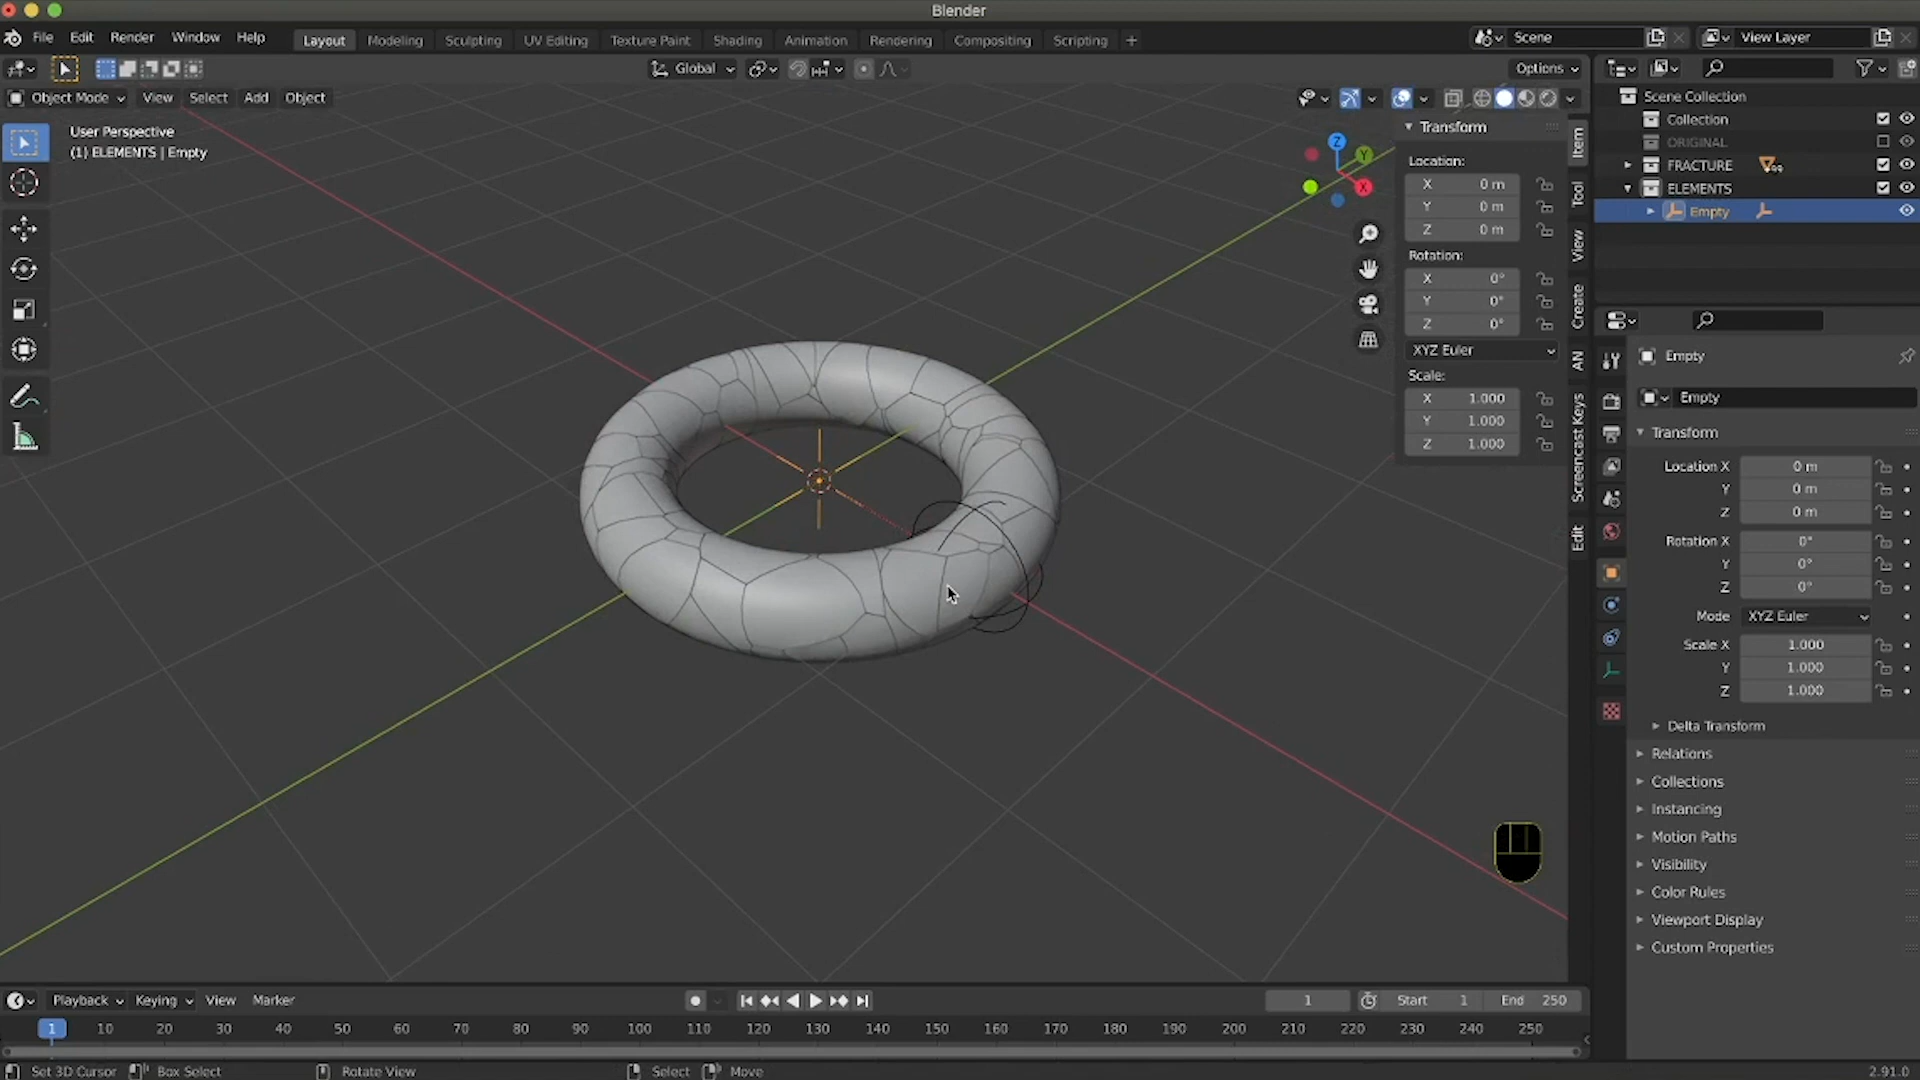 Blender
File Edit Render Window Help
Layout Modeling Sculpting UV Editing Texture Paint Shading Animation Rendering Compositing Scripting +
Scene
View Layer
Global
Options
Object Mode View Select Add Object
User Perspective
(1) ELEMENTS | Empty
Z
Y
X
Transform
Location:
X 0 m
Y 0 m
Z 0 m
Rotation:
X 0°
Y 0°
Z 0°
XYZ Euler
Scale:
X 1.000
Y 1.000
Z 1.000
Item
Tool
View
Create
AN
Screencast Keys
Edit
Scene Collection
Collection
ORIGINAL
FRACTURE
ELEMENTS
Empty
Empty
Empty
Transform
Location X 0 m
Y 0 m
Z 0 m
Rotation X 0°
Y 0°
Z 0°
Mode XYZ Euler
Scale X 1.000
Y 1.000
Z 1.000
Delta Transform
Relations
Collections
Instancing
Motion Paths
Visibility
Color Rules
Viewport Display
Custom Properties
Playback Keying View Marker
1
Start 1
End 250
1 10 20 30 40 50 60 70 80 90 100 110 120 130 140 150 160 170 180 190 200 210 220 230 240 250
Set 3D Cursor Box Select Rotate View Select Move
2.91.0